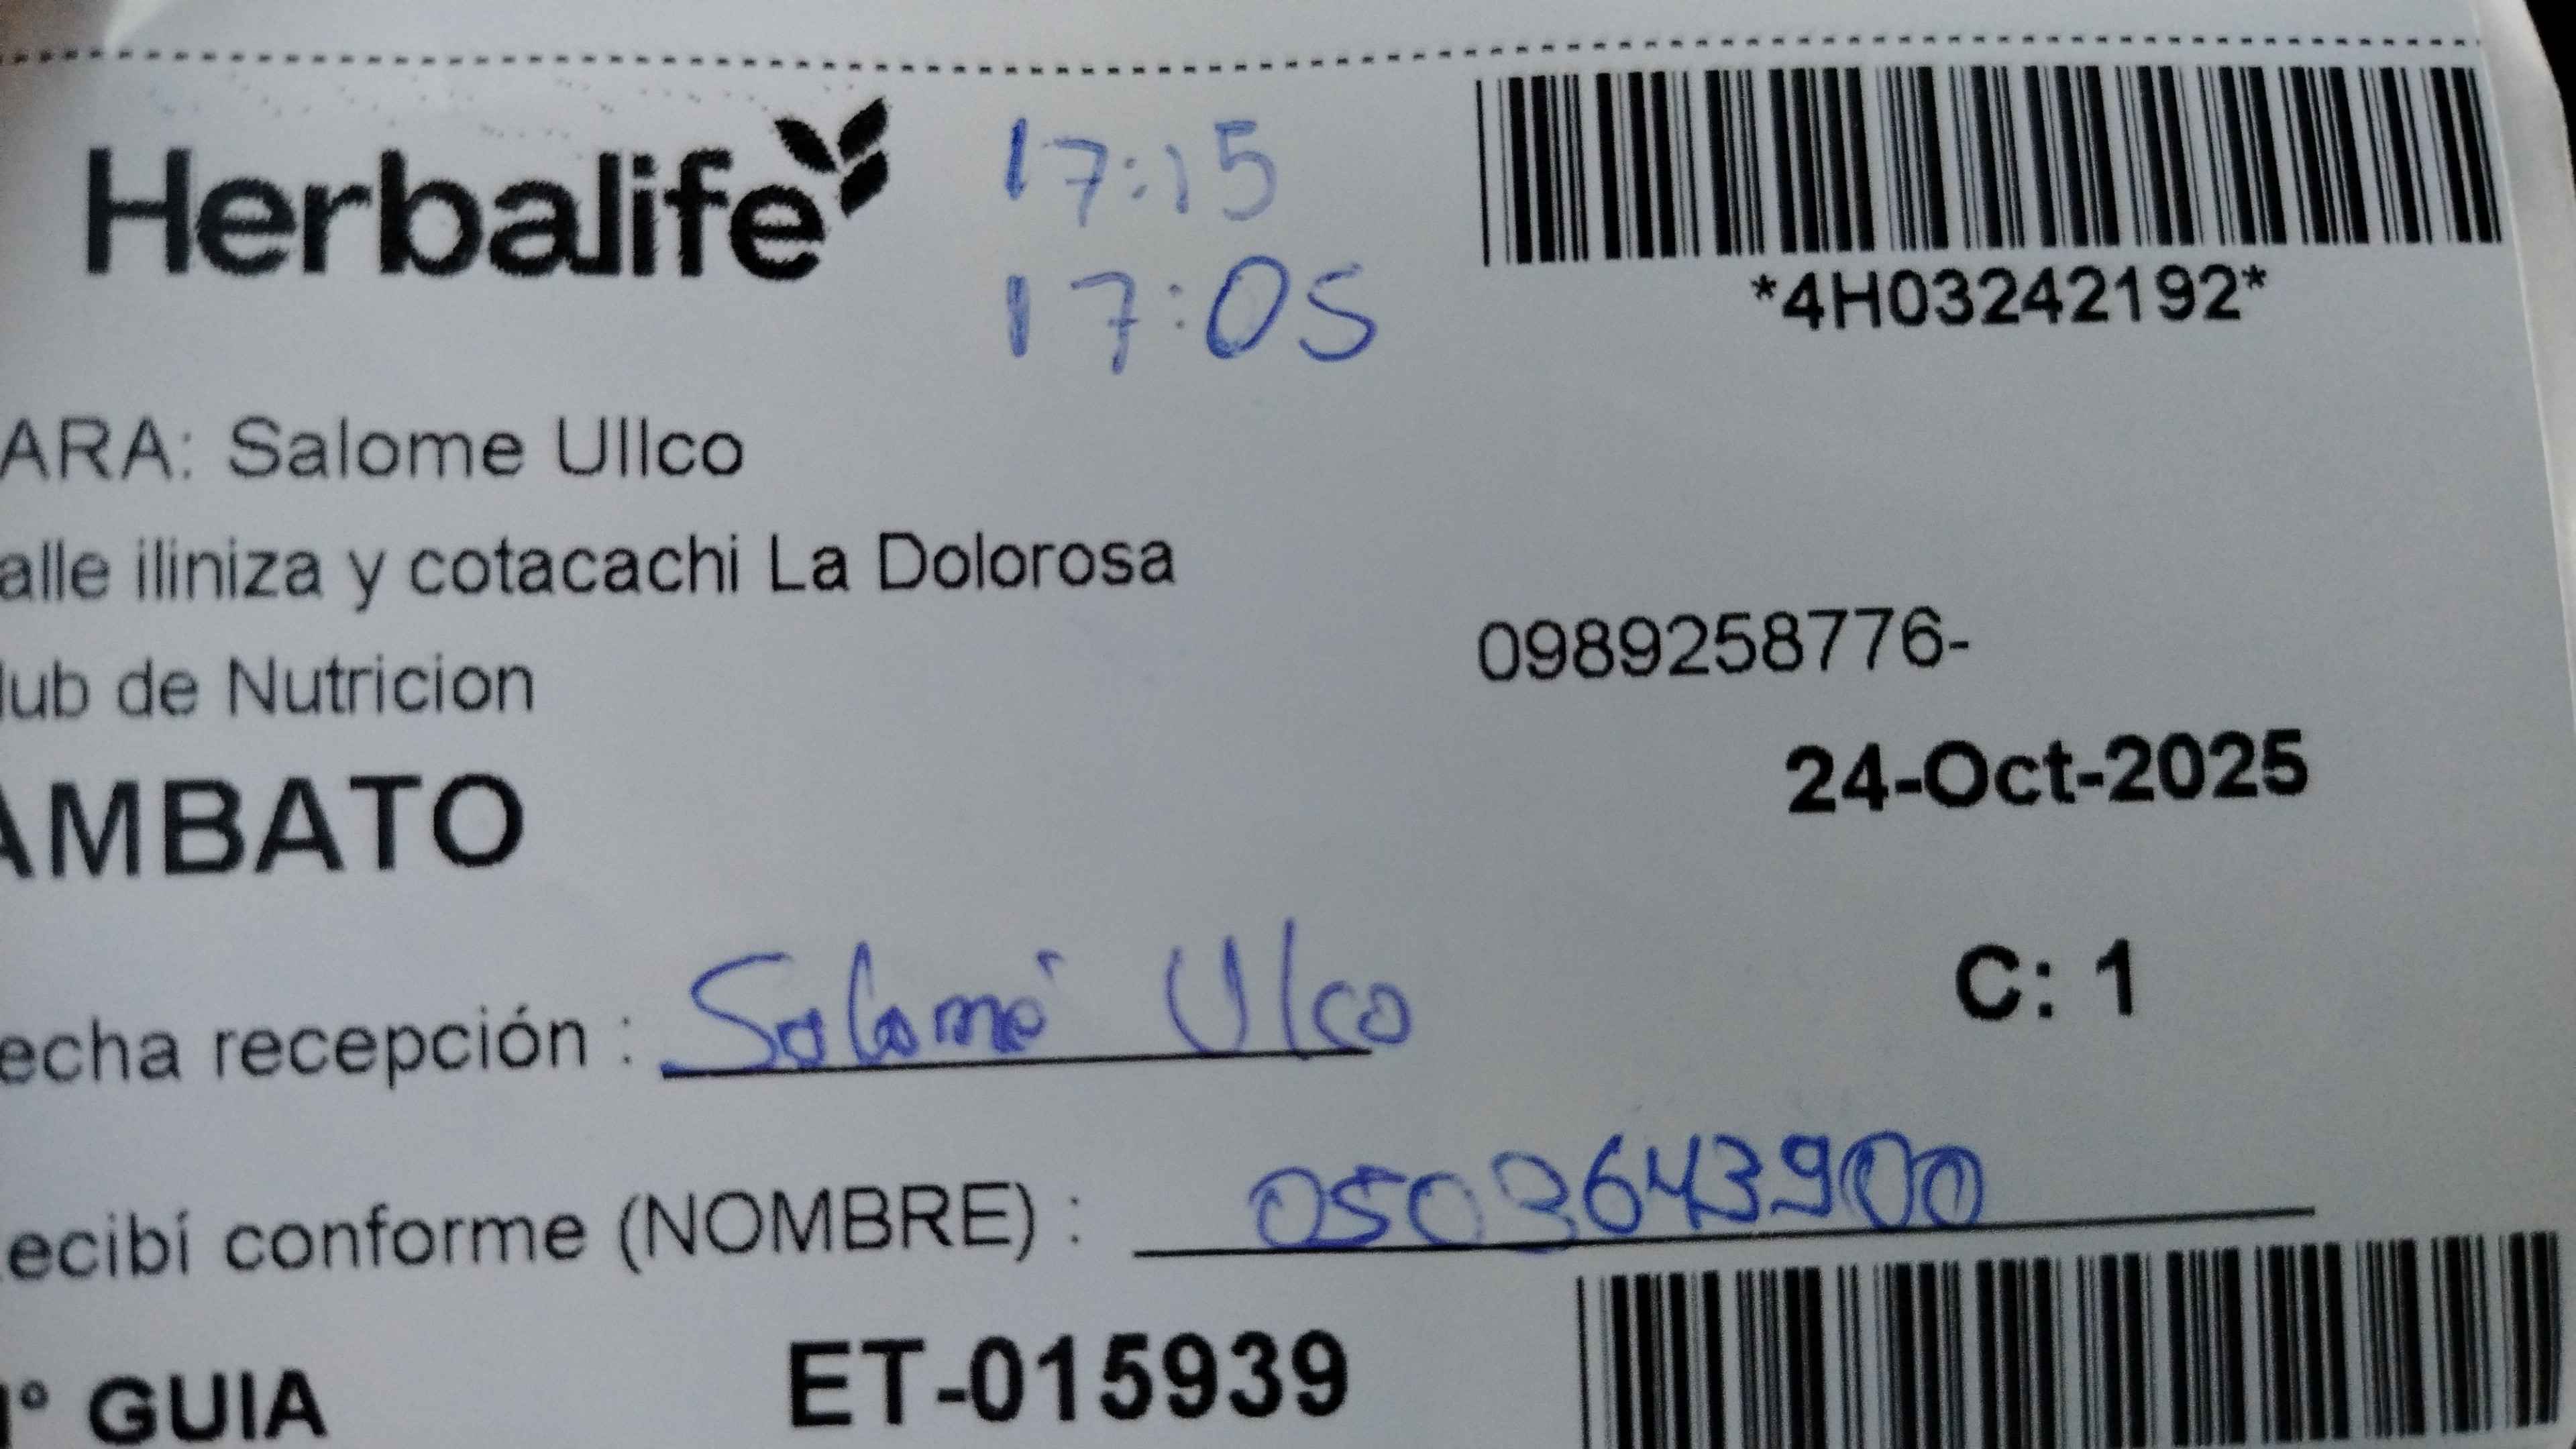 Herbalife
17:15
17:05
*4H03242192*
ARA: Salome Ullco
alle iliniza y cotacachi La Dolorosa
0989258776-
lub de Nutricion
24-Oct-2025
AMBATO
C: 1
echa recepción : Salomé Ulco
ecibí conforme (NOMBRE) : 0503643900
° GUIA ET-015939